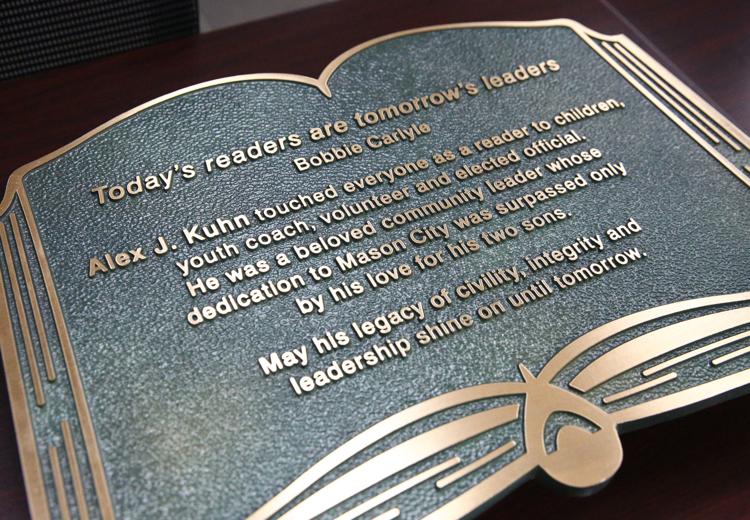 Today's readers are tomorrow's leaders
Bobbie Carlyle
Alex J. Kuhn touched everyone as a reader to children,
youth coach, volunteer and elected official.
He was a beloved community leader whose
dedication to Mason City was surpassed only
by his love for his two sons.
May his legacy of civility, integrity and
leadership shine on until tomorrow.